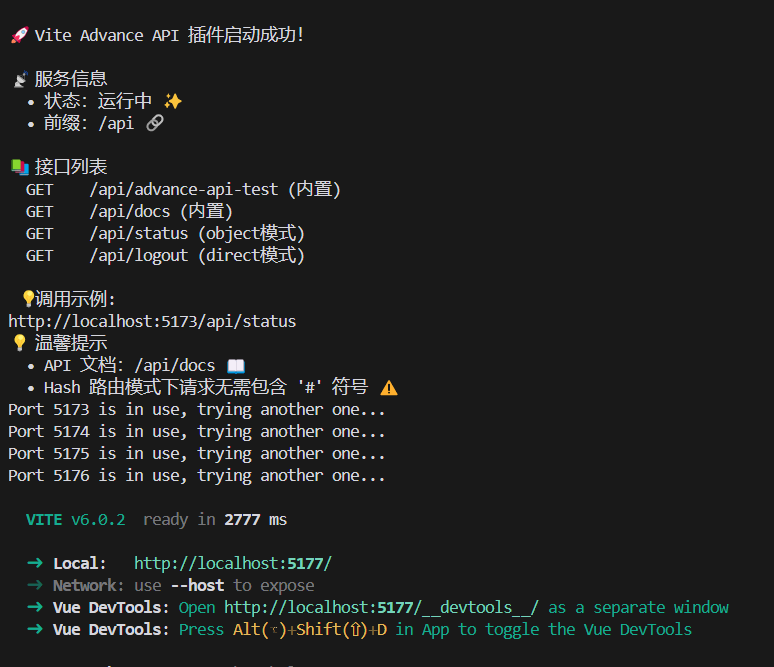 🚀 Vite Advance API 插件启动成功!
📡 服务信息
• 状态: 运行中 ✨
• 前缀: /api 🔗
📚 接口列表
GET /api/advance-api-test (内置)
GET /api/docs (内置)
GET /api/status (object模式)
GET /api/logout (direct模式)
💡调用示例:
http://localhost:5173/api/status
💡 温馨提示
• API 文档: /api/docs 📖
• Hash 路由模式下请求无需包含 '#' 符号 ⚠️
Port 5173 is in use, trying another one...
Port 5174 is in use, trying another one...
Port 5175 is in use, trying another one...
Port 5176 is in use, trying another one...
VITE v6.0.2 ready in 2777 ms
➜ Local: http://localhost:5177/
➜ Network: use --host to expose
➜ Vue DevTools: Open http://localhost:5177/__devtools__/ as a separate window
➜ Vue DevTools: Press Alt(⌥)+Shift(⇧)+D in App to toggle the Vue DevTools